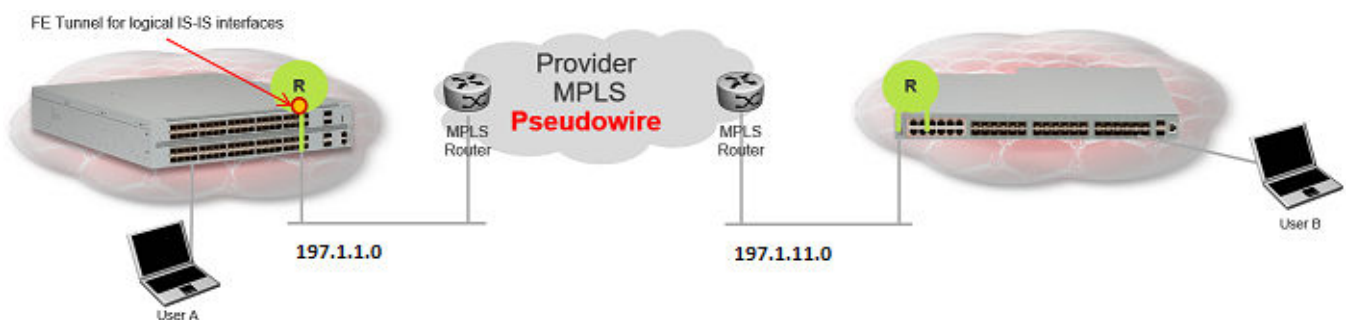 FE Tunnel for logical IS-IS interfaces
R
Provider
MPLS
Pseudowire
MPLS
Router
MPLS
Router
R
197.1.1.0
197.1.11.0
User A
User B